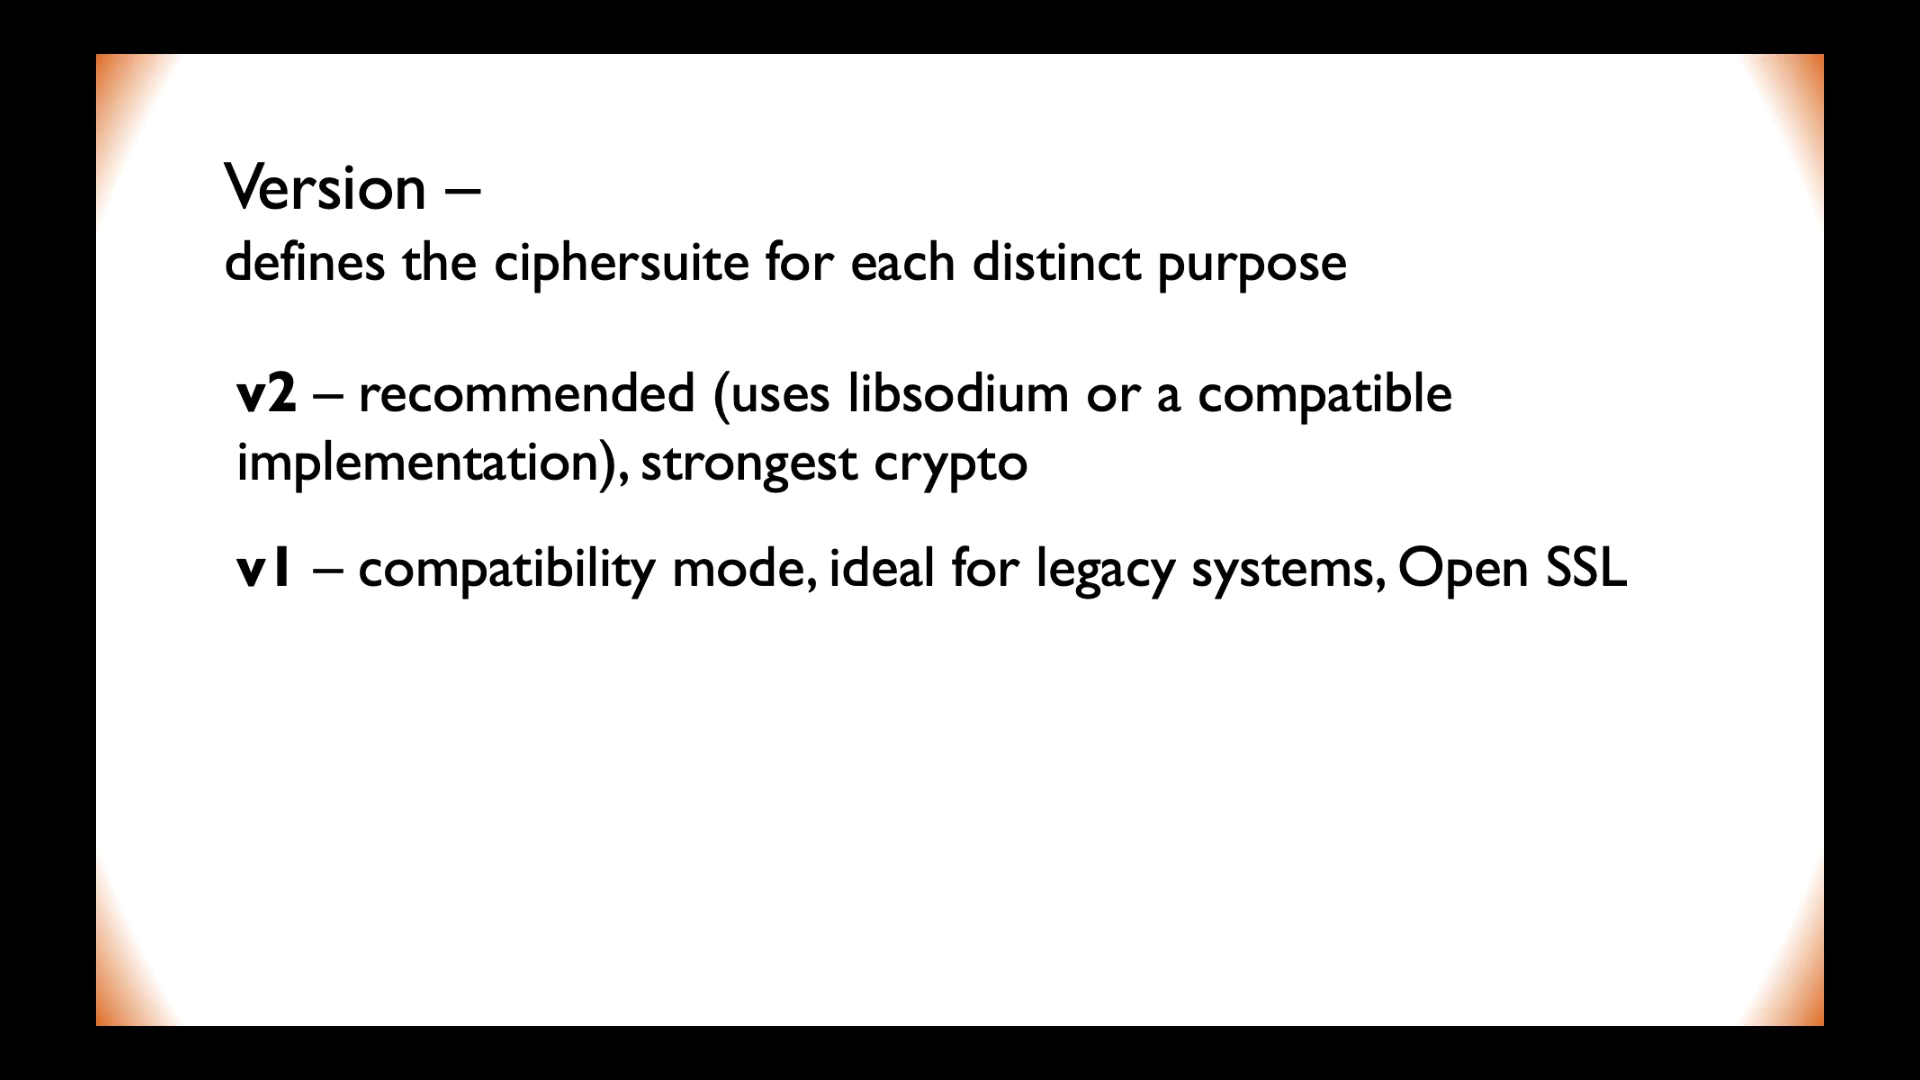 Version –
defines the ciphersuite for each distinct purpose
v2 – recommended (uses libsodium or a compatible
implementation), strongest crypto
v1 – compatibility mode, ideal for legacy systems, Open SSL